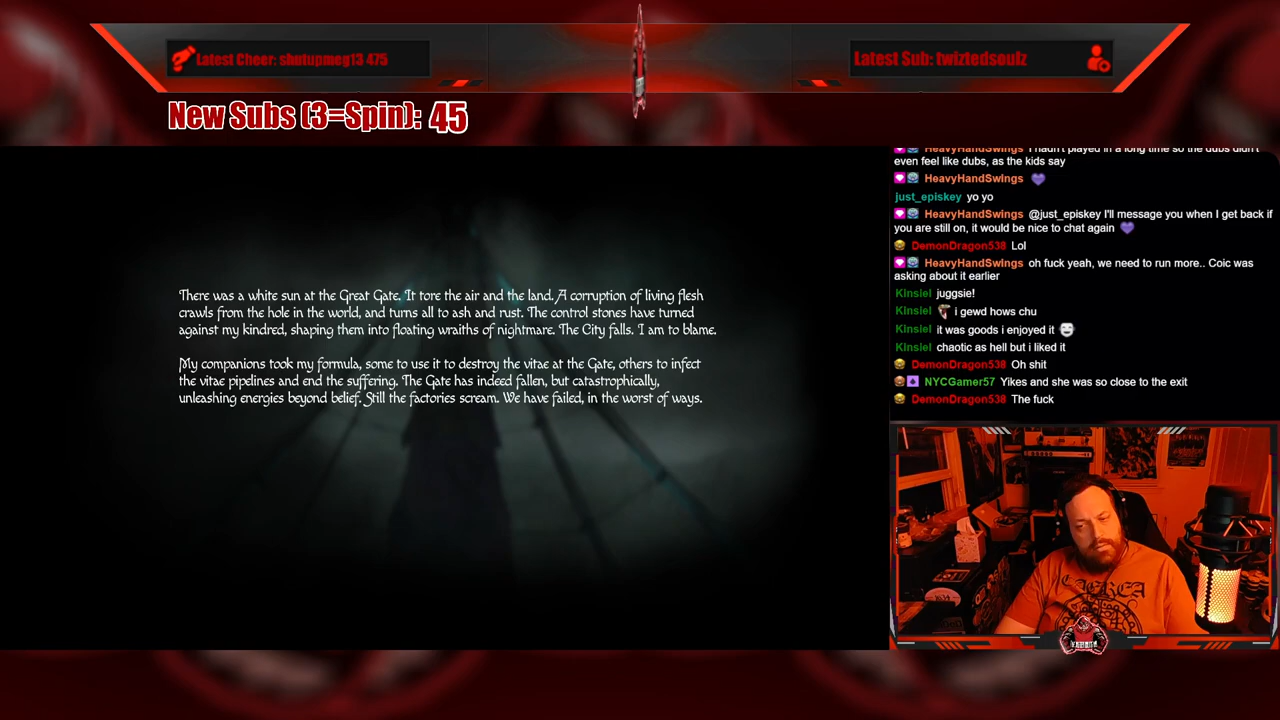 Latest Cheer: shutupmeg13 475
Latest Sub: twiztedsoulz
New Subs (3=Spin): 45
There was a white sun at the Great Gate. It tore the air and the land. A corruption of living flesh
crawls from the hole in the world, and turns all to ash and rust. The control stones have turned
against my kindred, shaping them into floating wraiths of nightmare. The City falls. I am to blame.
My companions took my formula, some to use it to destroy the vitae at the Gate, others to infect
the vitae pipelines and end the suffering. The Gate has indeed fallen, but catastrophically,
unleashing energies beyond belief. Still the factories scream. We have failed, in the worst of ways.
HeavyHandSwings I hadn't played in a long time so the dubs didn't
even feel like dubs, as the kids say
HeavyHandSwings
just_episkey yo yo
HeavyHandSwings @just_episkey I'll message you when I get back if
you are still on, it would be nice to chat again
DemonDragon538 Lol
HeavyHandSwings oh fuck yeah, we need to run more.. Coic was
asking about it earlier
Kinsiel juggsie!
Kinsiel i gewd hows chu
Kinsiel it was goods i enjoyed it
Kinsiel chaotic as hell but i liked it
DemonDragon538 Oh shit
NYCGamer57 Yikes and she was so close to the exit
DemonDragon538 The fuck